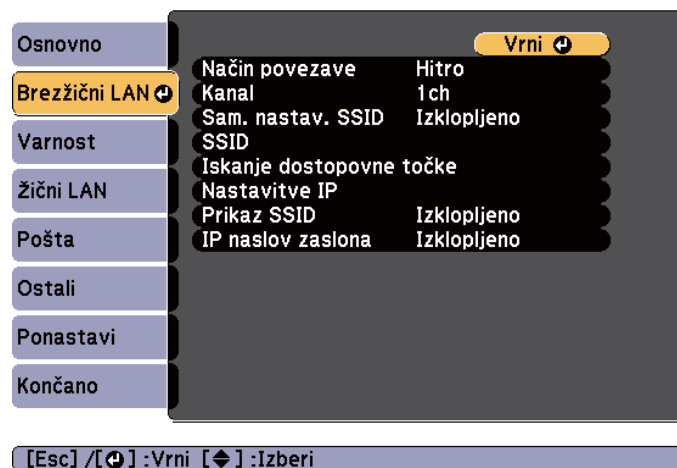 Osnovno
Brezžični LAN
Varnost
Žični LAN
Pošta
Ostali
Ponastavi
Končano
Vrni
Način povezave Hitro
Kanal 1ch
Sam. nastav. SSID Izklopljeno
SSID
Iskanje dostopovne točke
Nastavitve IP
Prikaz SSID Izklopljeno
IP naslov zaslona Izklopljeno
[Esc] /[⏎] :Vrni [◆] :Izberi